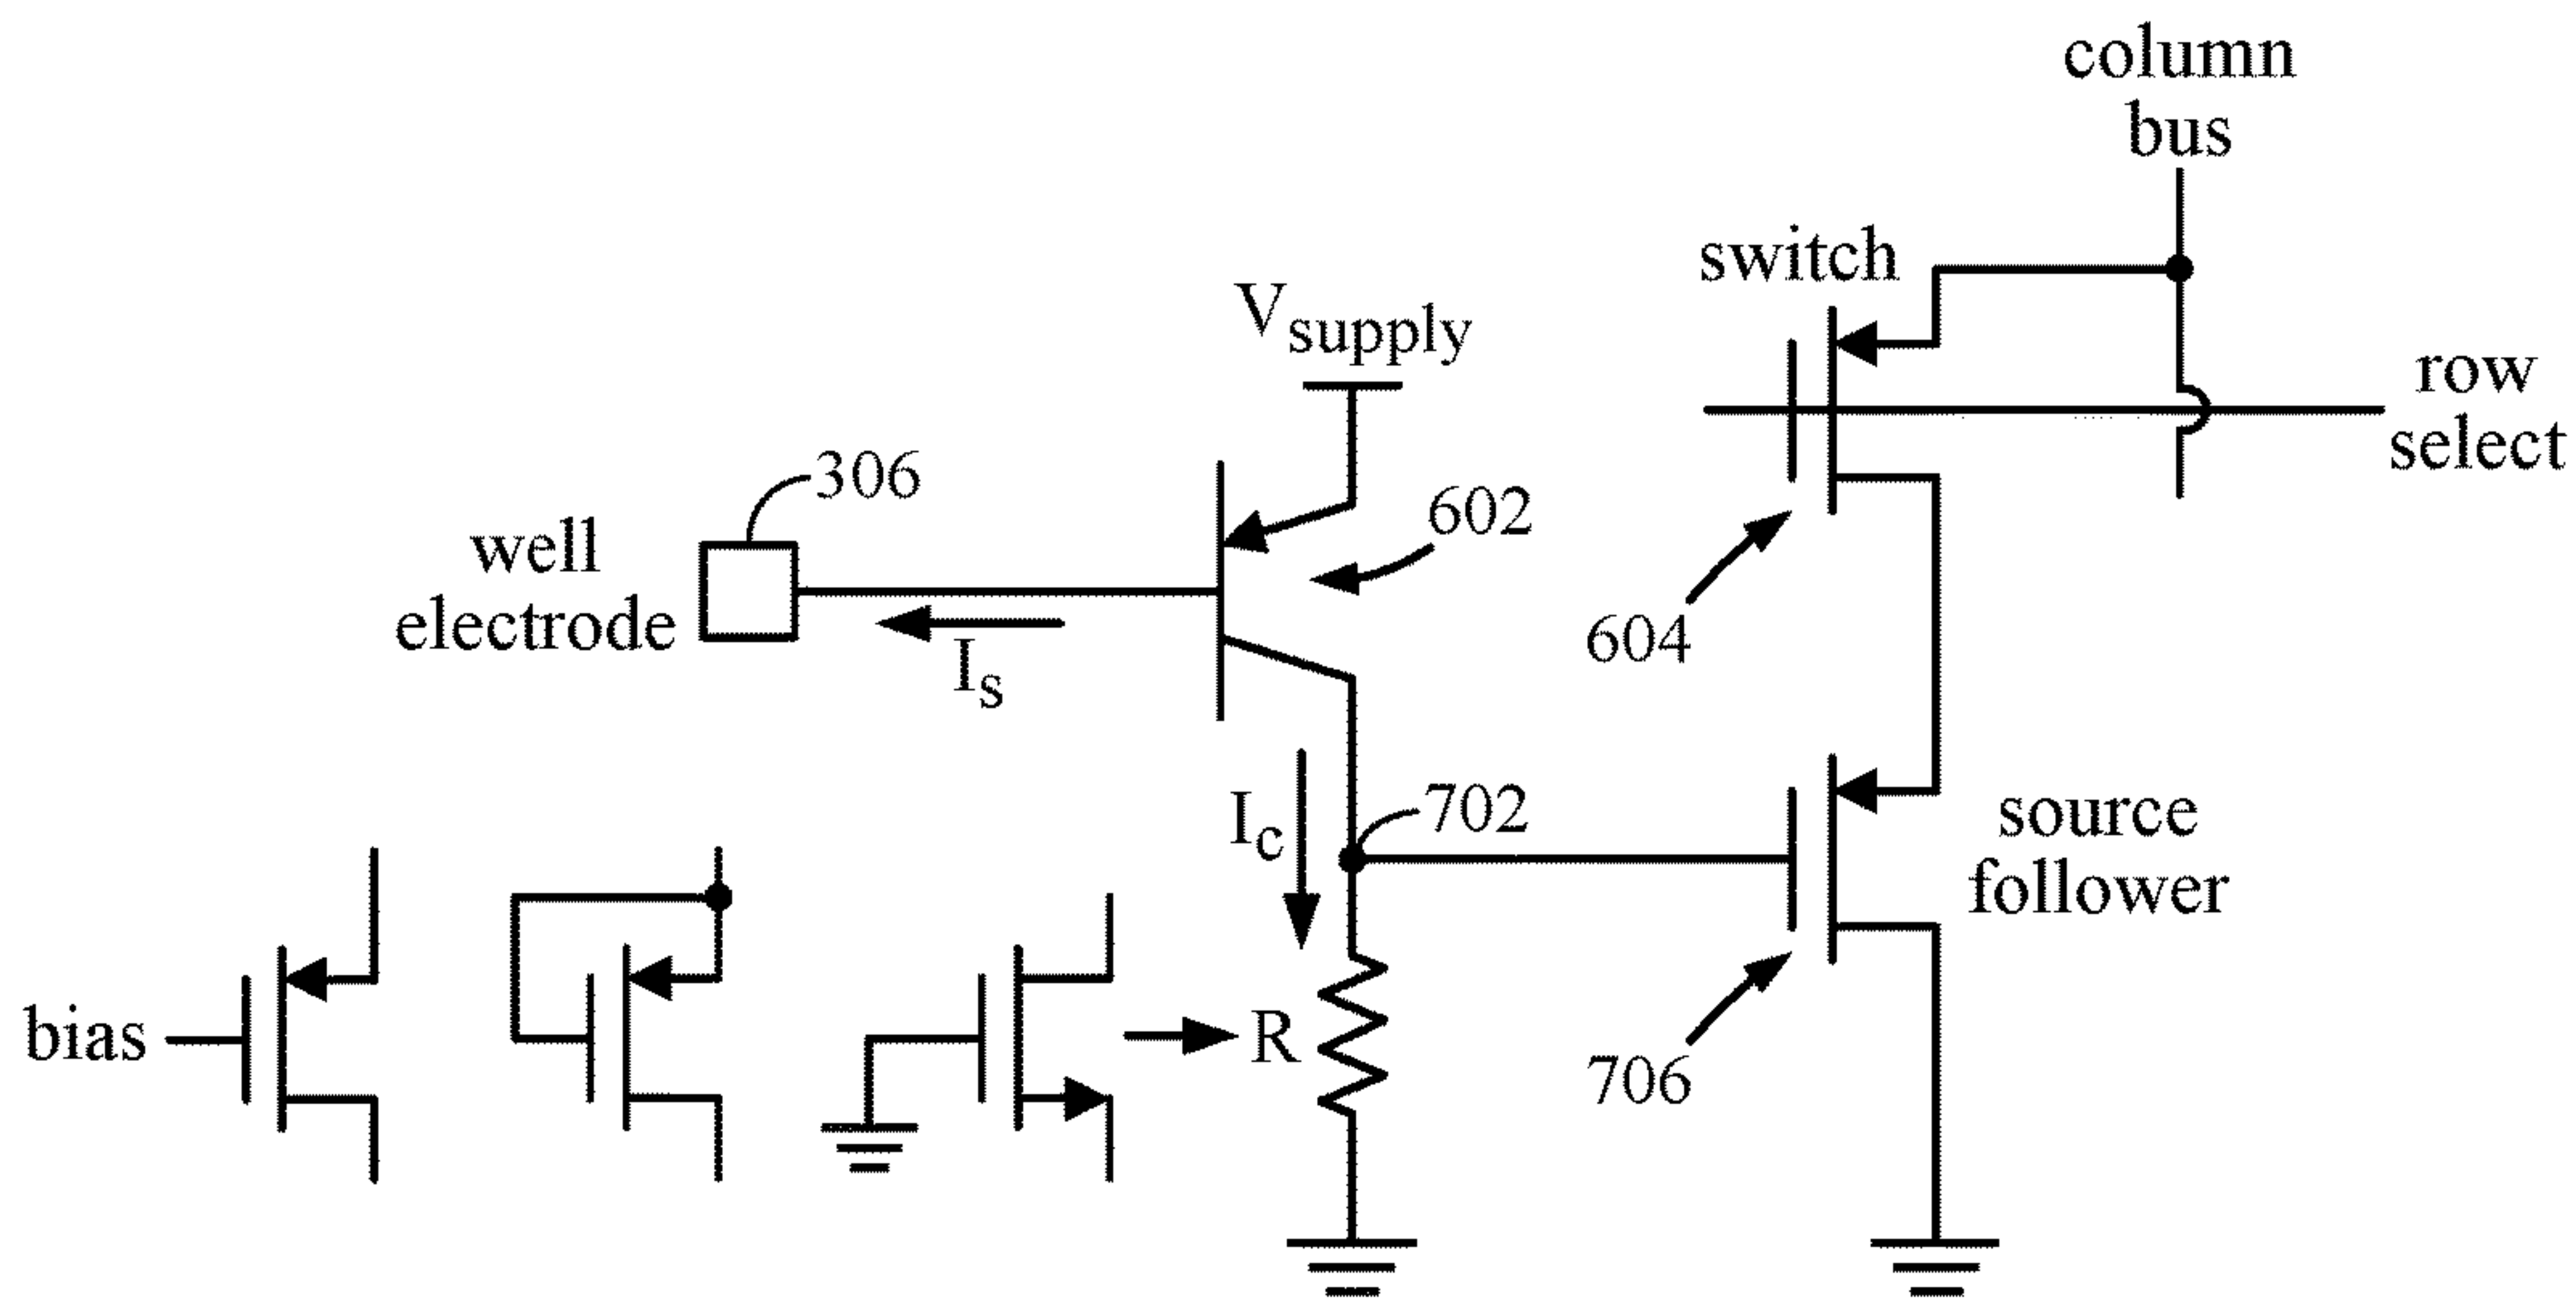 column
bus
switch
Vsupply
row
select
306
602
well
electrode
Is
604
Ic
702
source
follower
bias
R
706